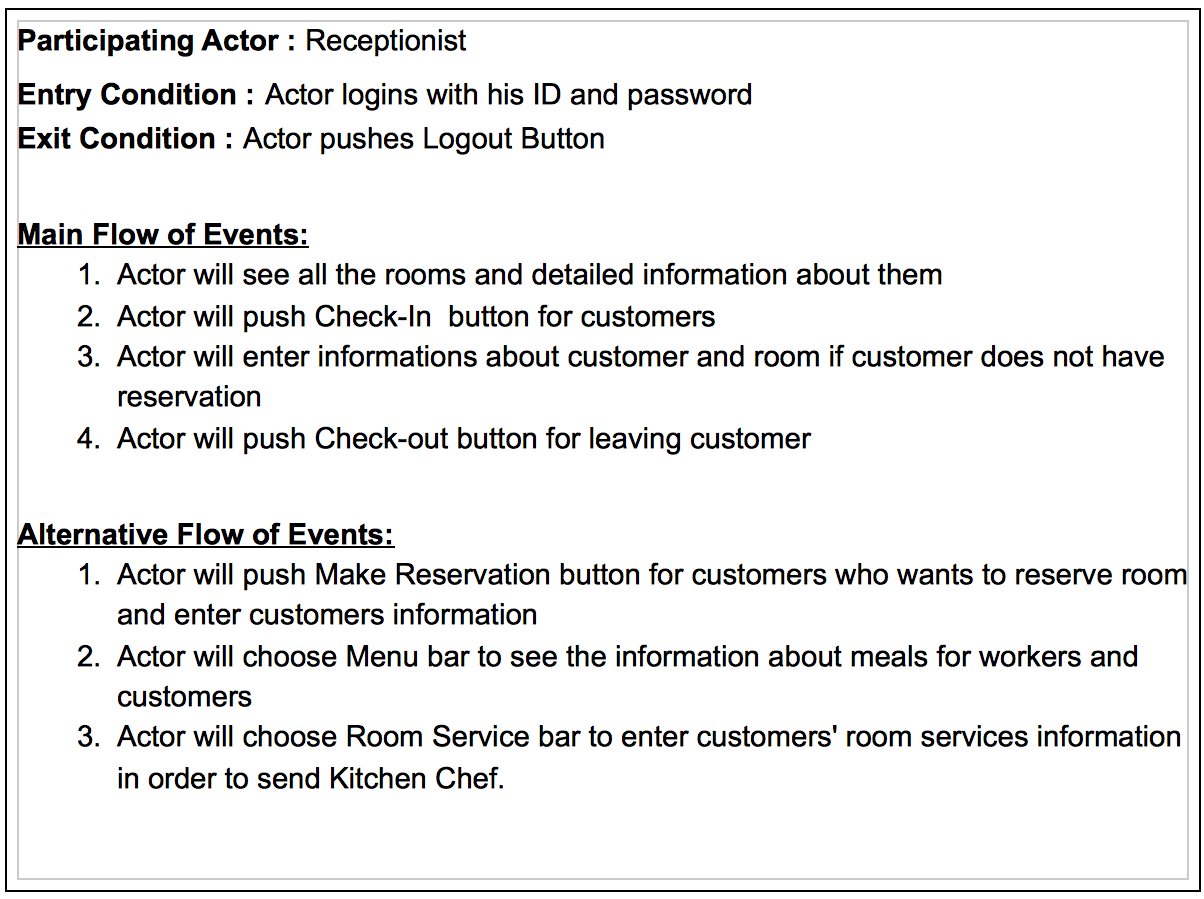 Participating Actor : Receptionist
Entry Condition : Actor logins with his ID and password
Exit Condition : Actor pushes Logout Button
Main Flow of Events:
1. Actor will see all the rooms and detailed information about them
2. Actor will push Check-In  button for customers
3. Actor will enter informations about customer and room if customer does not have
reservation
4. Actor will push Check-out button for leaving customer
Alternative Flow of Events:
1. Actor will push Make Reservation button for customers who wants to reserve room
and enter customers information
2. Actor will choose Menu bar to see the information about meals for workers and
customers
3. Actor will choose Room Service bar to enter customers' room services information
in order to send Kitchen Chef.